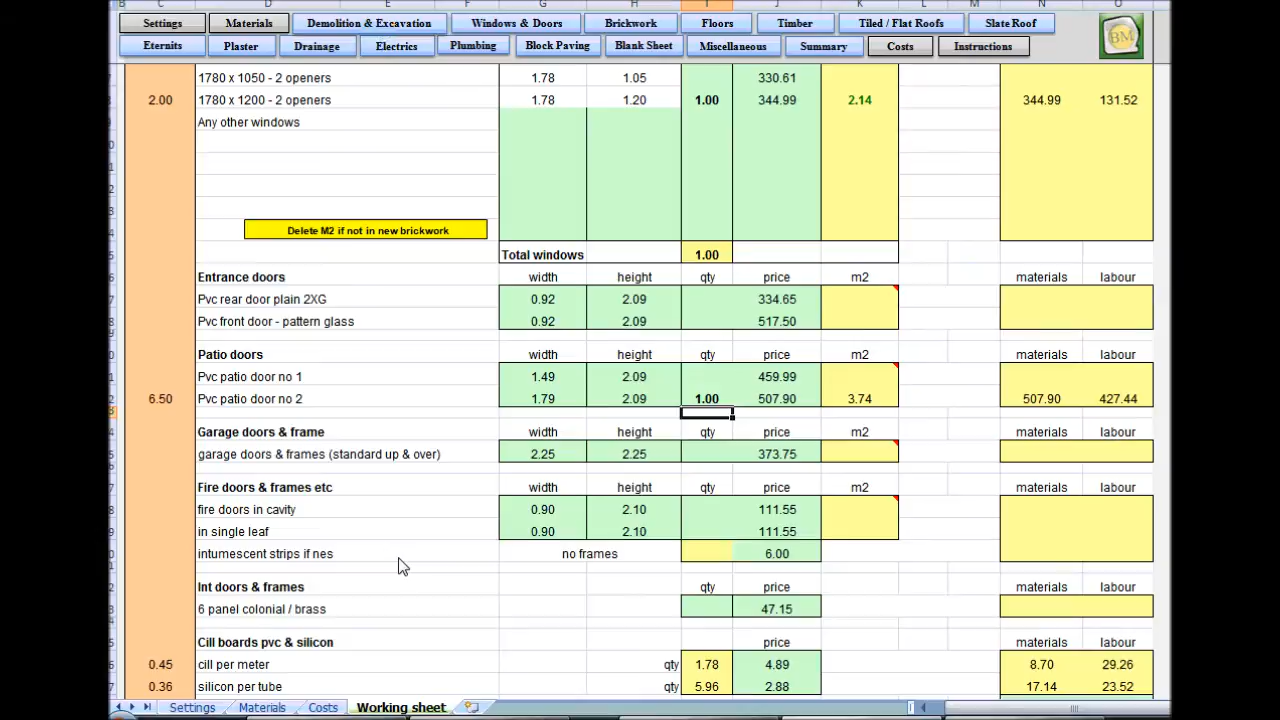 B C D E F G H I J K L M N O
Settings Materials Demolition & Excavation Windows & Doors Brickwork Floors Timber Tiled / Flat Roofs Slate Roof
Eternits Plaster Drainage Electrics Plumbing Block Paving Blank Sheet Miscellaneous Summary Costs Instructions BM
1780 x 1050 - 2 openers 1.78 1.05 330.61
2.00 1780 x 1200 - 2 openers 1.78 1.20 1.00 344.99 2.14 344.99 131.52
Any other windows
Delete M2 if not in new brickwork
Total windows 1.00
Entrance doors width height qty price m2 materials labour
Pvc rear door plain 2XG 0.92 2.09 334.65
Pvc front door - pattern glass 0.92 2.09 517.50
Patio doors width height qty price m2 materials labour
Pvc patio door no 1 1.49 2.09 459.99
6.50 Pvc patio door no 2 1.79 2.09 1.00 507.90 3.74 507.90 427.44
Garage doors & frame width height qty price m2 materials labour
garage doors & frames (standard up & over) 2.25 2.25 373.75
Fire doors & frames etc width height qty price m2 materials labour
fire doors in cavity 0.90 2.10 111.55
in single leaf 0.90 2.10 111.55
intumescent strips if nes no frames 6.00
Int doors & frames qty price materials labour
6 panel colonial / brass 47.15
Cill boards pvc & silicon price materials labour
0.45 cill per meter qty 1.78 4.89 8.70 29.26
0.36 silicon per tube qty 5.96 2.88 17.14 23.52
Settings Materials Costs Working sheet